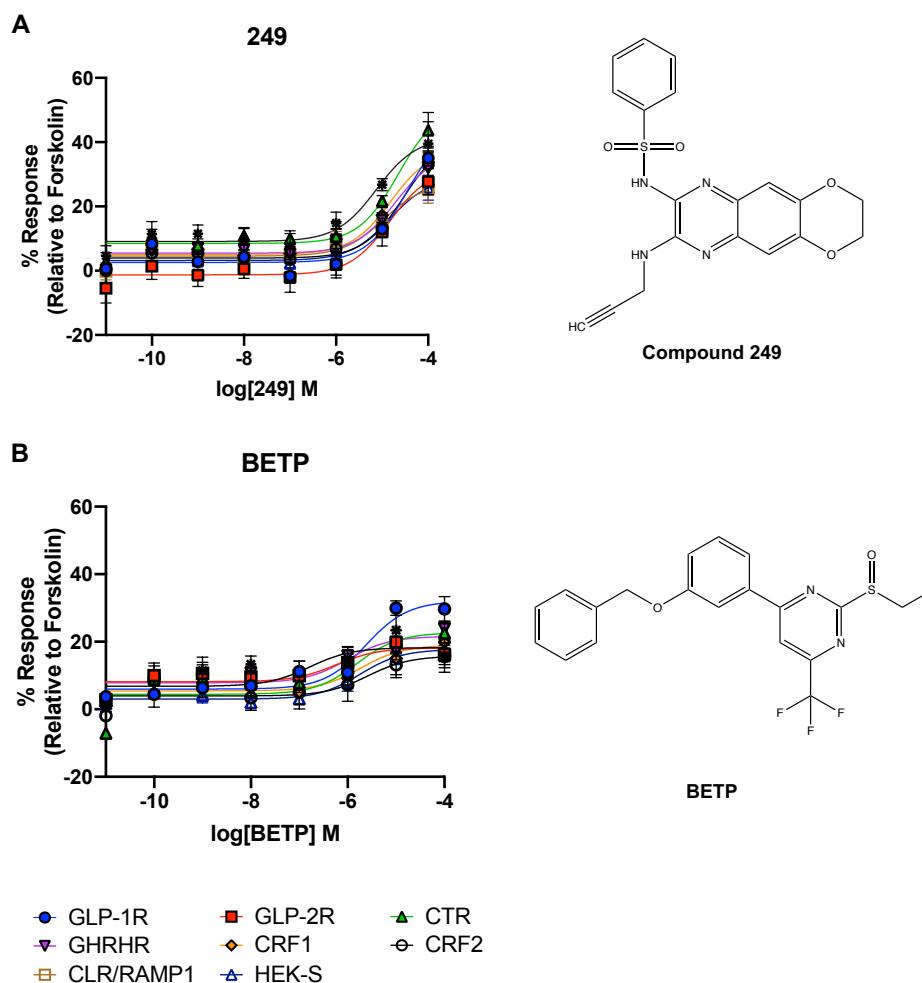 A
249
% Response
(Relative to Forskolin)
60
40
20
0
-20
-10
-8
-6
-4
log[249] M
O
S
O
HN
N
O
N
O
HN
HC
Compound 249
B
BETP
% Response
(Relative to Forskolin)
60
40
20
0
-20
-10
-8
-6
-4
log[BETP] M
O
N
S
O
N
F
F
F
BETP
GLP-1R
GLP-2R
CTR
GHRHR
CRF1
CRF2
CLR/RAMP1
HEK-S